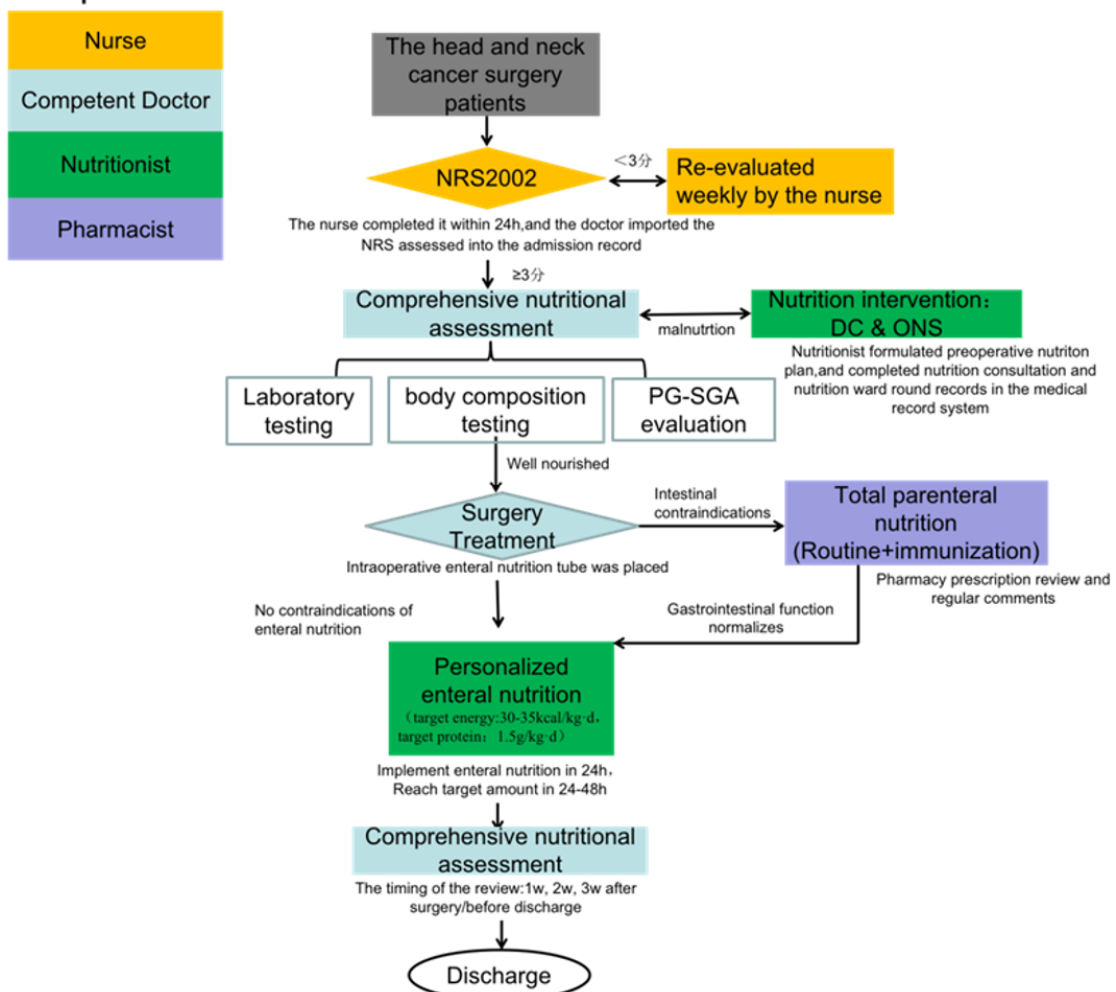 Nurse
Competent Doctor
Nutritionist
Pharmacist
The head and neck
cancer surgery
patients
NRS2002
<3分
Re-evaluated
weekly by the nurse
The nurse completed it within 24h,and the doctor imported the
NRS assessed into the admission record
≥3分
Comprehensive nutritional
assessment
malnutrtion
Nutrition intervention：
DC & ONS
Nutritionist formulated preoperative nutriton
plan,and completed nutrition consultation and
nutrition ward round records in the medical
record system
Laboratory
testing
body composition
testing
PG-SGA
evaluation
Well nourished
Surgery
Treatment
Intestinal
contraindications
Total parenteral
nutrition
(Routine+immunization)
Intraoperative enteral nutrition tube was placed
Pharmacy prescription review and
regular comments
No contraindications of
enteral nutrition
Gastrointestinal function
normalizes
Personalized
enteral nutrition
（target energy:30-35kcal/kg·d，
target protein：1.5g/kg·d）
Implement enteral nutrition in 24h，
Reach target amount in 24-48h
Comprehensive nutritional
assessment
The timing of the review:1w, 2w, 3w after
surgery/before discharge
Discharge